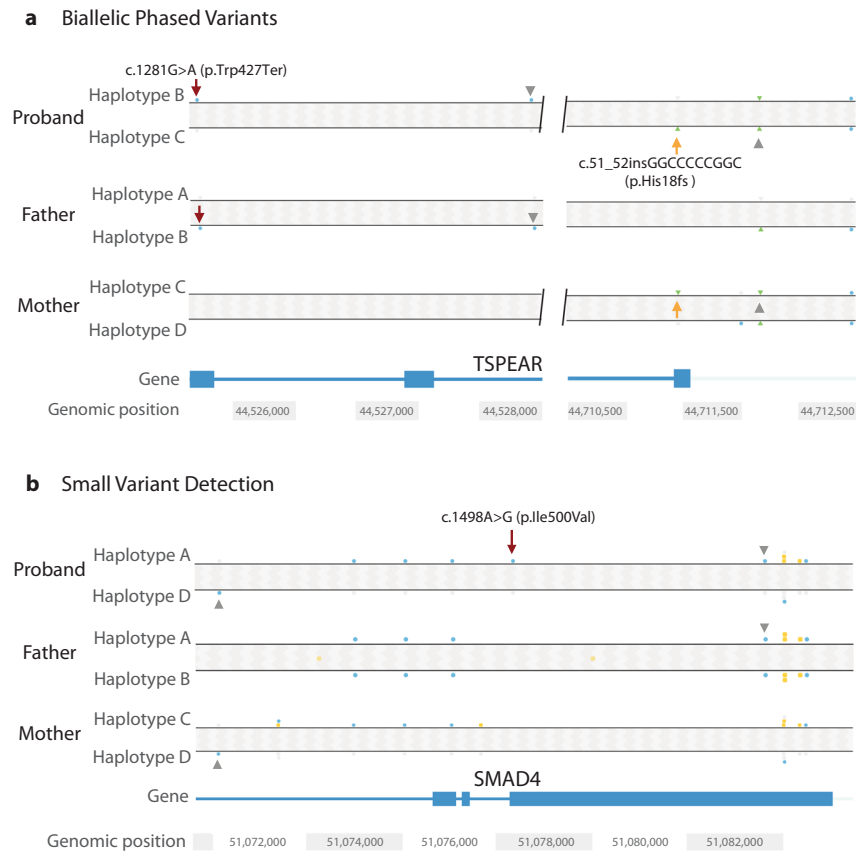 a Biallelic Phased Variants
c.1281G>A (p.Trp427Ter)
Haplotype B
Proband
Haplotype C
c.51_52insGGCCCCCGGC
(p.His18fs )
Haplotype A
Father
Haplotype B
Haplotype C
Mother
Haplotype D
TSPEAR
Gene
Genomic position 44,526,000 44,527,000 44,528,000 44,710,500 44,711,500 44,712,500
b Small Variant Detection
c.1498A>G (p.Ile500Val)
Haplotype A
Proband
Haplotype D
Haplotype A
Father
Haplotype B
Haplotype C
Mother
Haplotype D
SMAD4
Gene
Genomic position 51,072,000 51,074,000 51,076,000 51,078,000 51,080,000 51,082,000